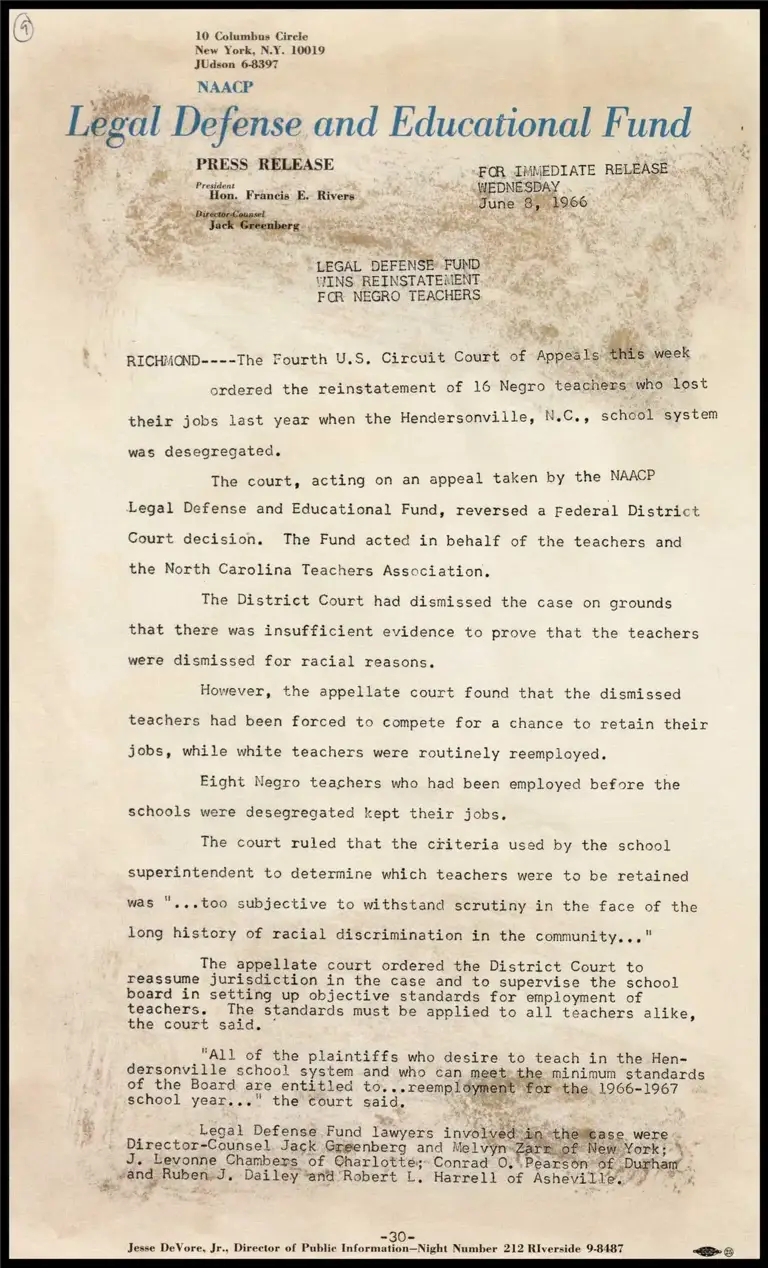 9
10 Columbus Circle
New York, N.Y. 10019
JUdson 6-8397
NAACP
Legal Defense and Educational Fund
PRESS RELEASE
President
Hon. Francis E. Rivers
Director-Counsel
Jack Greenberg
FOR IMMEDIATE RELEASE
WEDNESDAY
June 8, 1966
LEGAL DEFENSE FUND
WINS REINSTATEMENT
FOR NEGRO TEACHERS
RICHMOND----The Fourth U.S. Circuit Court of Appeals this week
ordered the reinstatement of 16 Negro teachers who lost
their jobs last year when the Hendersonville, N.C., school system
was desegregated.
The court, acting on an appeal taken by the NAACP
Legal Defense and Educational Fund, reversed a Federal District
Court decision. The Fund acted in behalf of the teachers and
the North Carolina Teachers Association.
The District Court had dismissed the case on grounds
that there was insufficient evidence to prove that the teachers
were dismissed for racial reasons.
However, the appellate court found that the dismissed
teachers had been forced to compete for a chance to retain their
jobs, while white teachers were routinely reemployed.
Eight Negro teachers who had been employed before the
schools were desegregated kept their jobs.
The court ruled that the criteria used by the school
superintendent to determine which teachers were to be retained
was "...too subjective to withstand scrutiny in the face of the
long history of racial discrimination in the community..."
The appellate court ordered the District Court to
reassume jurisdiction in the case and to supervise the school
board in setting up objective standards for employment of
teachers. The standards must be applied to all teachers alike,
the court said.
"All of the plaintiffs who desire to teach in the Hen-
dersonville school system and who can meet the minimum standards
of the Board are entitled to...reemployment for the 1966-1967
school year..." the court said.
Legal Defense Fund lawyers involved in the case were
Director-Counsel Jack Greenberg and Melvyn Zarr of New York;
J. Levonne Chambers of Charlotte; Conrad O. Pearson of Durham
and Ruben J. Dailey and Robert L. Harrell of Asheville.
-30-
Jesse DeVore, Jr., Director of Public Information—Night Number 212 RIverside 9-8487